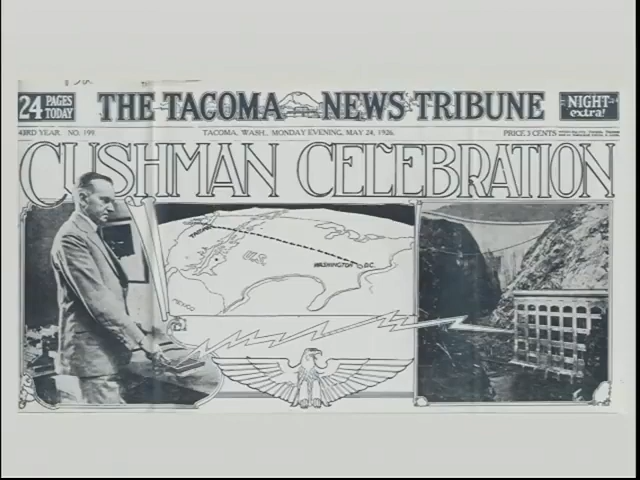 24 PAGES TODAY
THE TACOMA NEWS TRIBUNE
NIGHT extra!
43RD YEAR. NO. 199.
TACOMA, WASH., MONDAY EVENING, MAY 24, 1926.
PRICE 3 CENTS
CUSHMAN CELEBRATION
TACOMA
U.S.
WASHINGTON D.C.
MEXICO